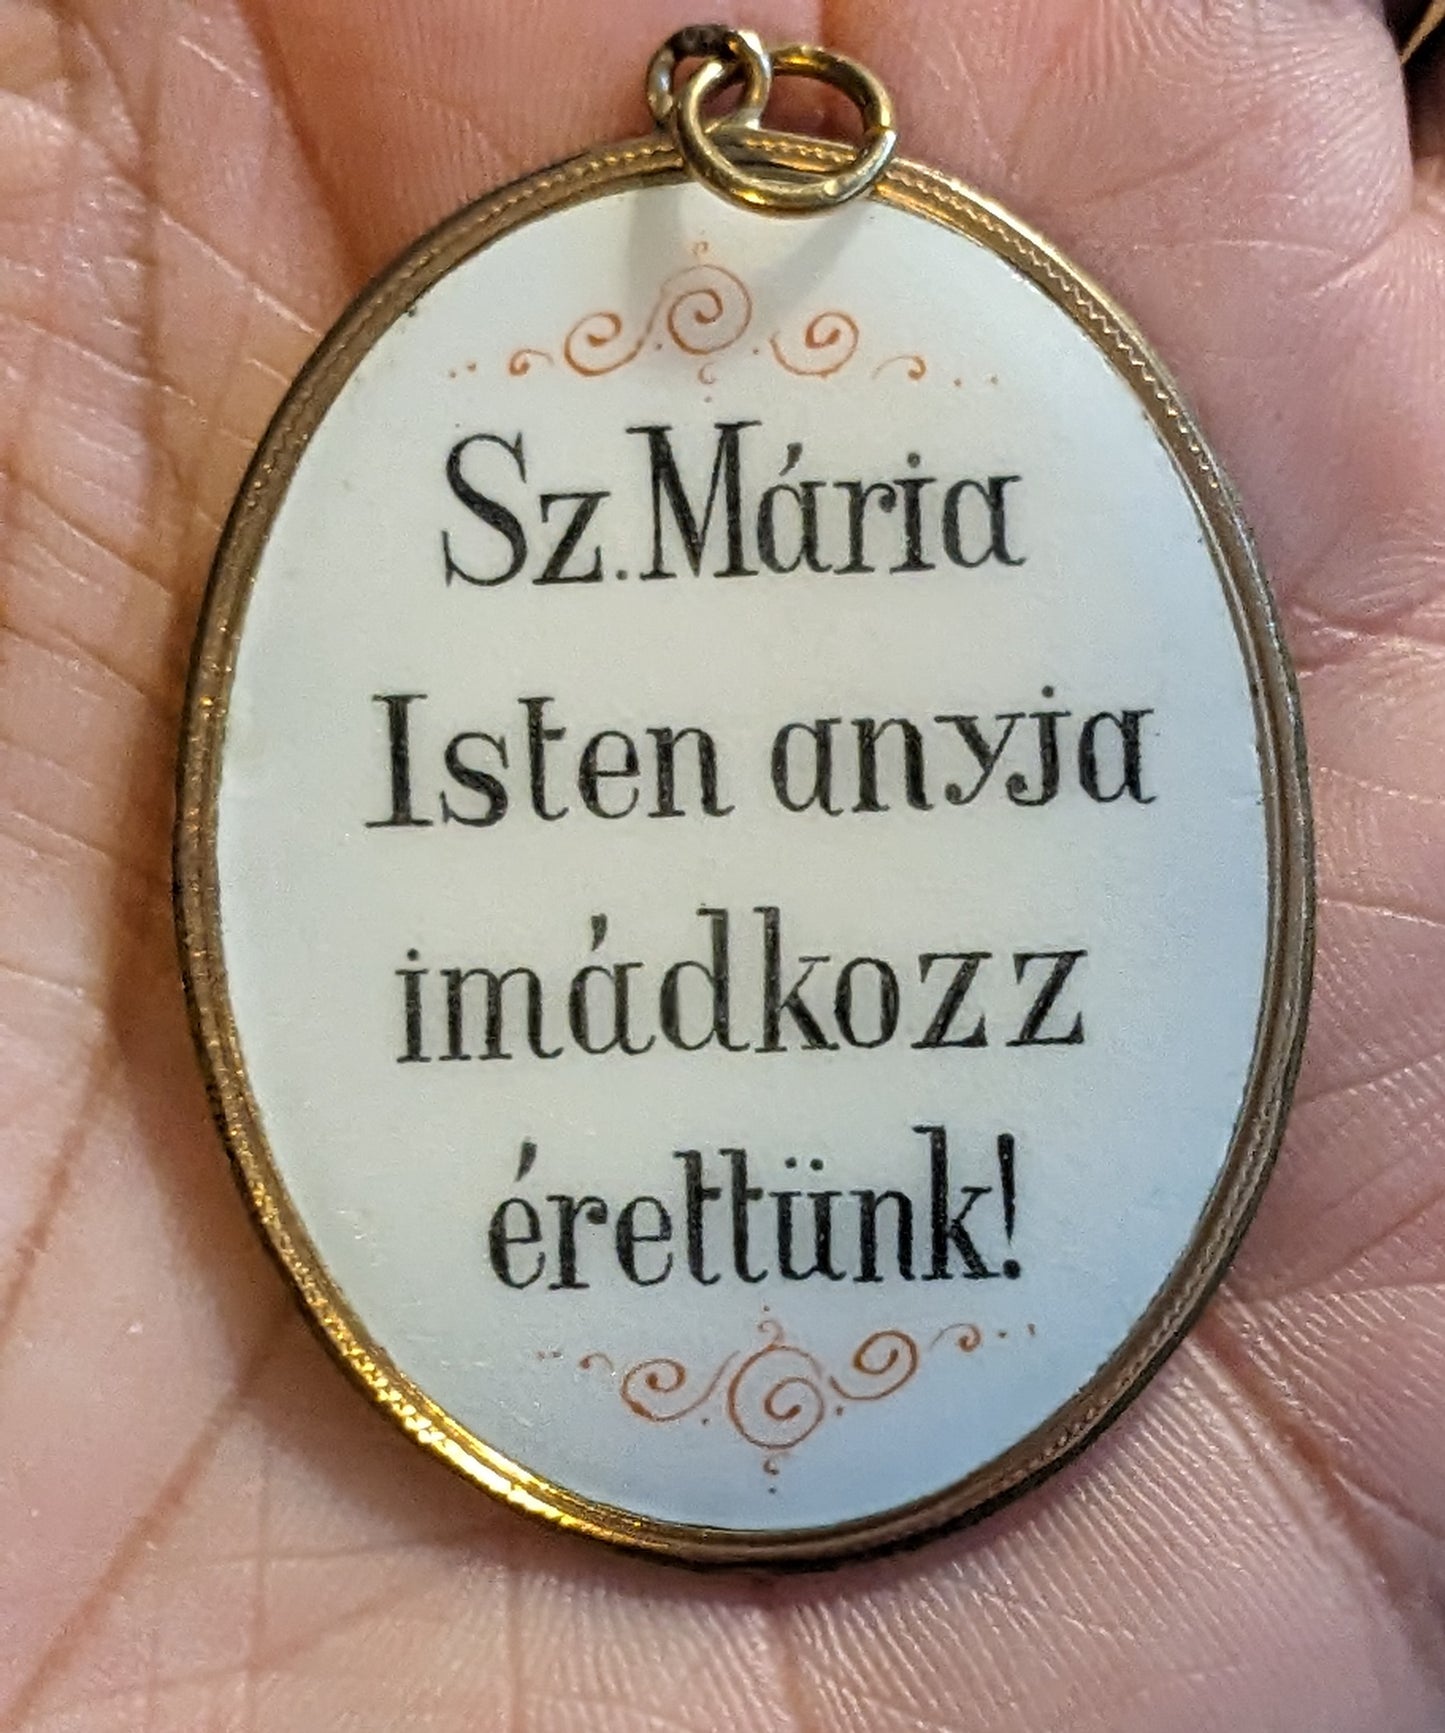 Sz. Mária
Isten anyja
imádkozz
érettünk!